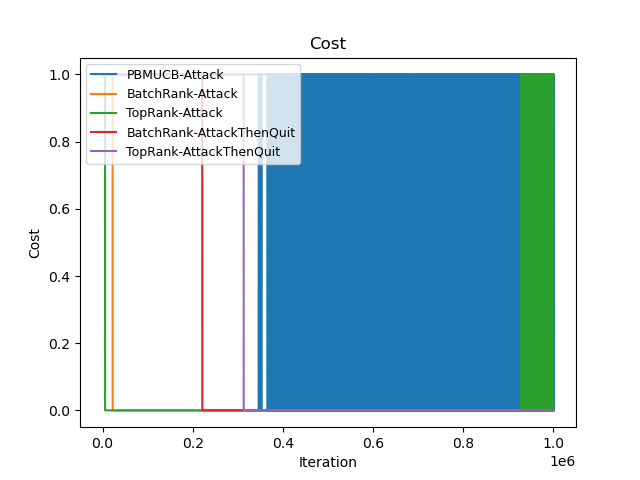 Cost
PBMUCB-Attack
BatchRank-Attack
TopRank-Attack
BatchRank-AttackThenQuit
TopRank-AttackThenQuit
1.0
0.8
0.6
0.4
0.2
0.0
Cost
0.0 0.2 0.4 0.6 0.8 1.0
1e6
Iteration